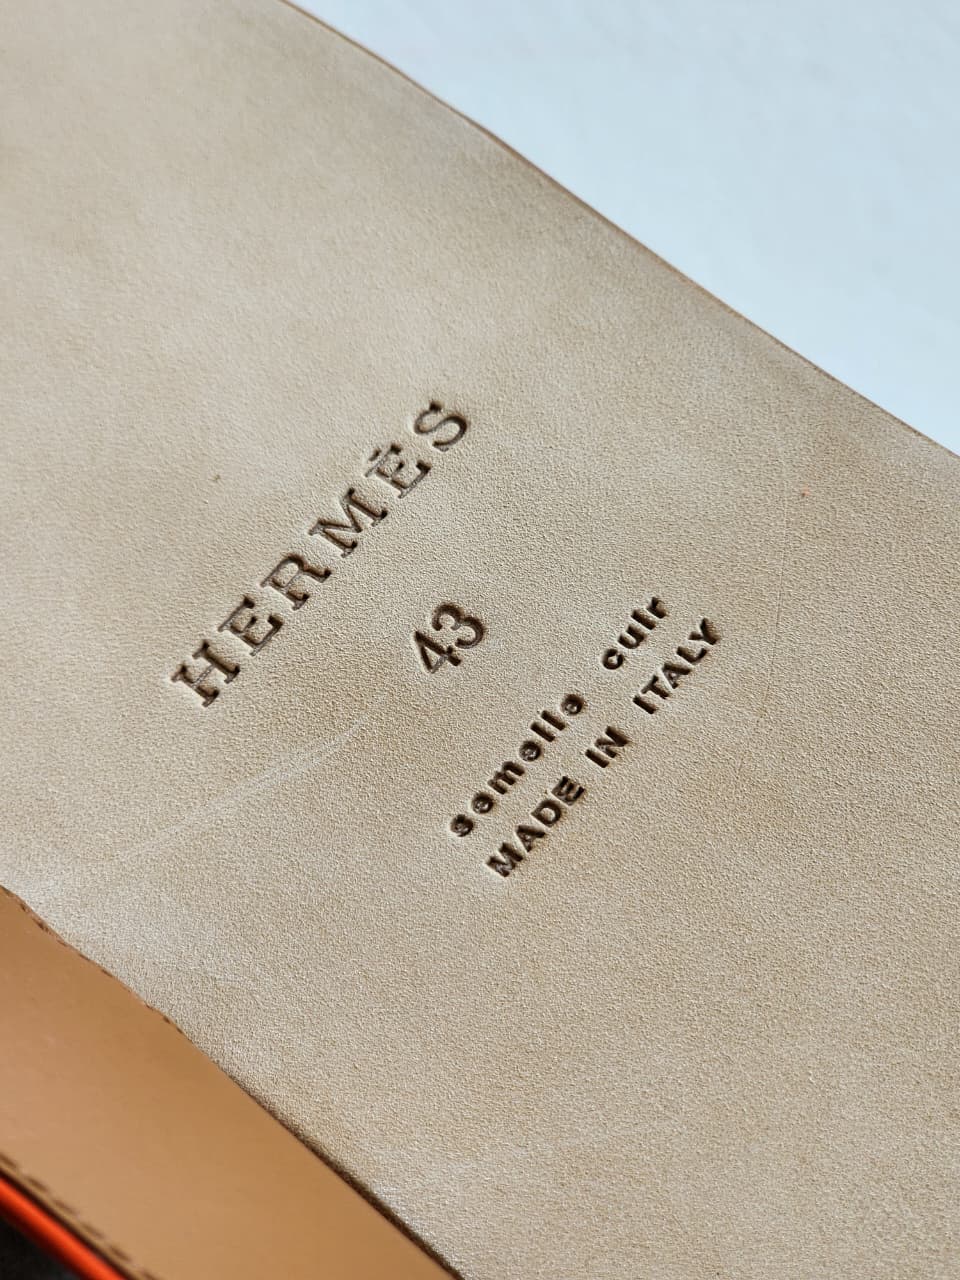 HERMÈS
43
semelle cuir
MADE IN ITALY